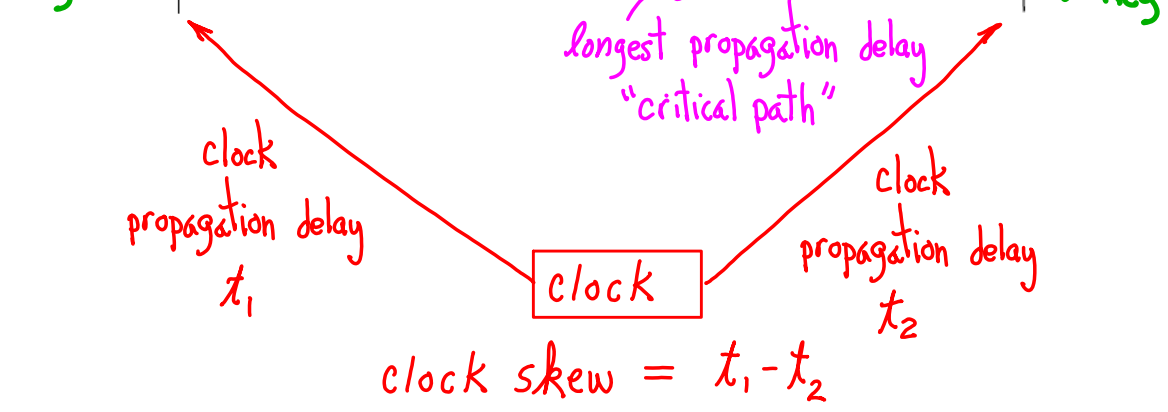 longest propagation delay
"critical path"
clock
propagation delay
t₁
clock
propagation delay
t₂
clock
clock skew = t₁ - t₂